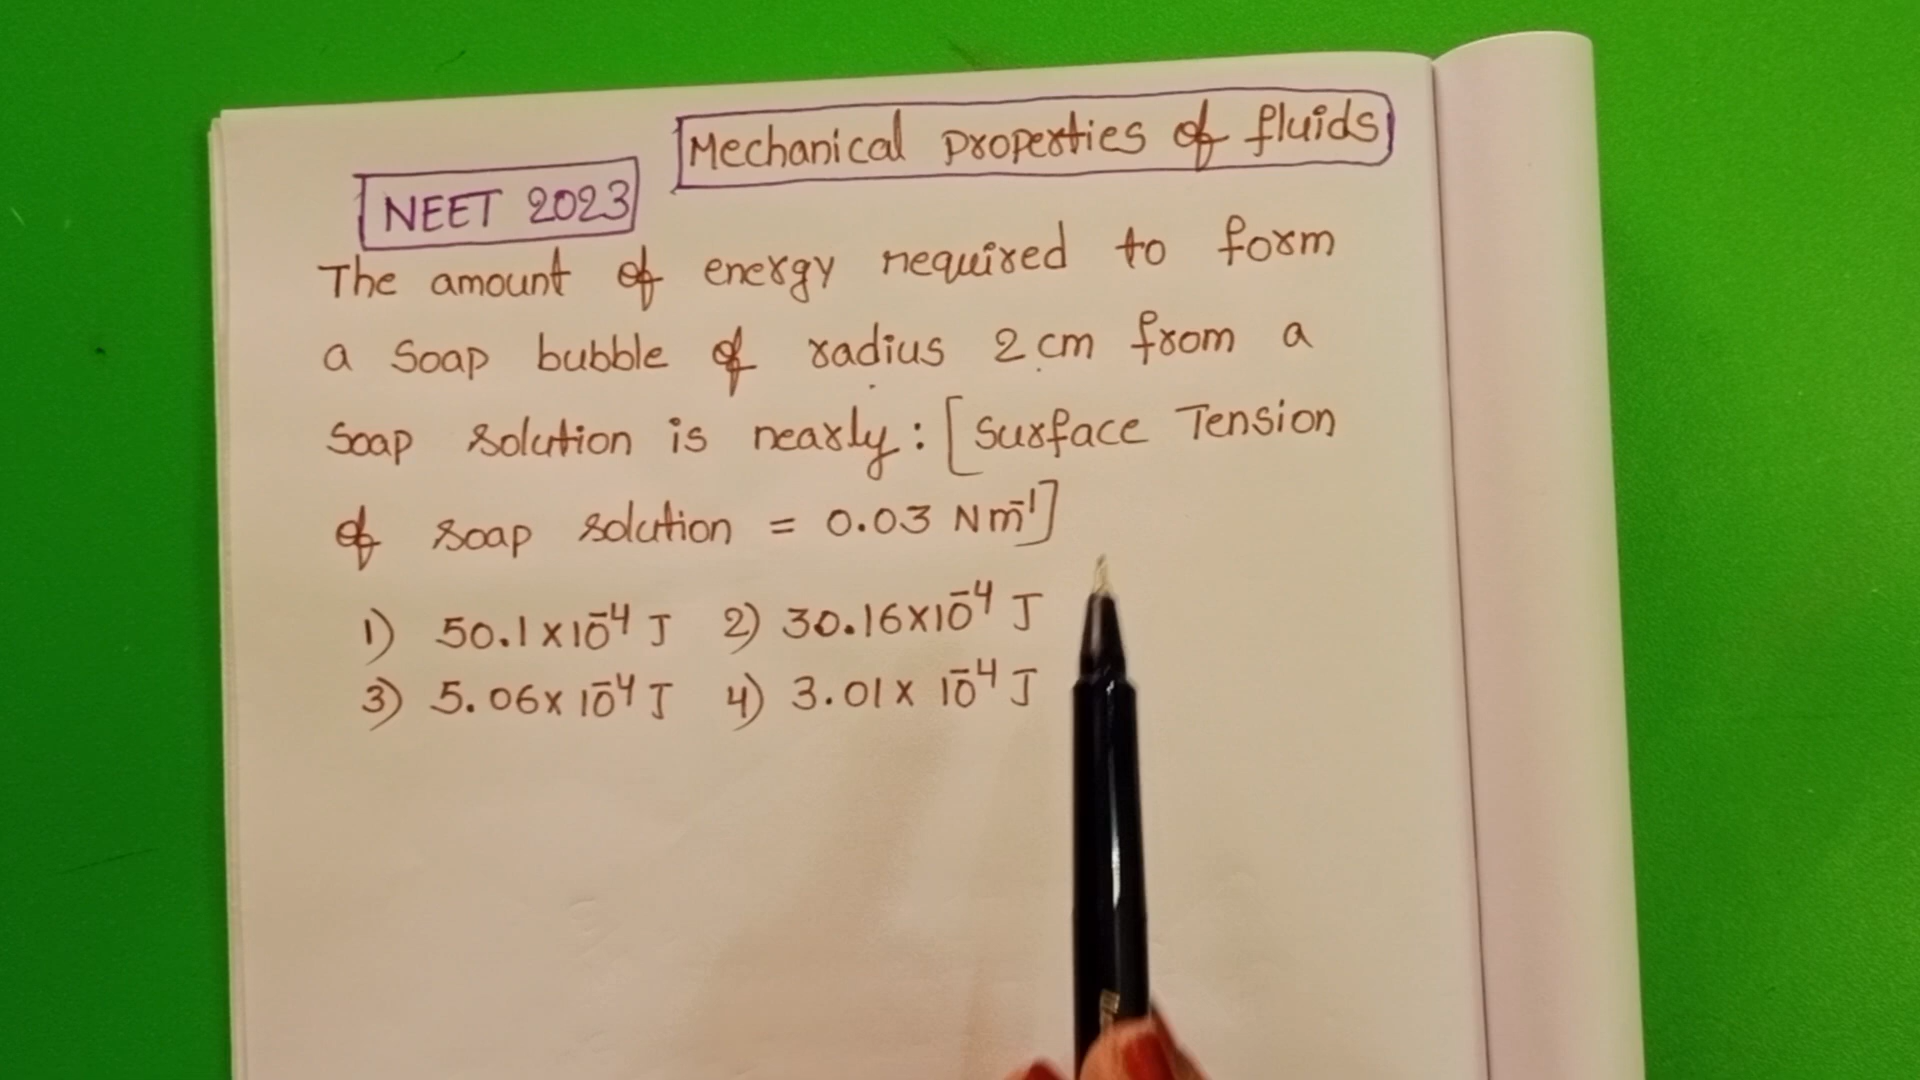 Mechanical properties of fluids
NEET 2023
The amount of energy required to form
a soap bubble of radius 2 cm from a
soap solution is nearly : [Surface Tension
of soap solution = 0.03 Nm⁻¹]
1) 50.1 x 10⁻⁴ J 2) 30.16 x 10⁻⁴ J
3) 5.06 x 10⁻⁴ J 4) 3.01 x 10⁻⁴ J